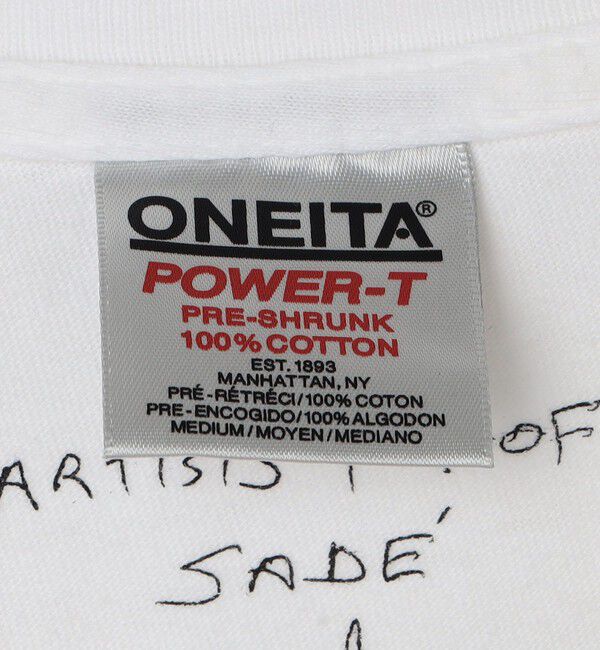 ONEITA®
POWER-T
PRE-SHRUNK
100% COTTON
EST. 1893
MANHATTAN, NY
PRÉ-RÉTRÉCI/100% COTON
PRE-ENCOGIDO/100% ALGODON
MEDIUM/MOYEN/MEDIANO
ARTISTS OF
SADÉ